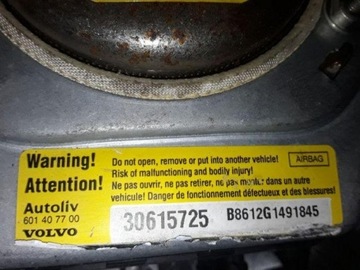 Warning!
Attention!
Do not open, remove or put into another vehicle!
Risk of malfunctioning and bodily injury!
Ne pas ouvrir, ne pas retirer, ne pas monter dans un autre
vehicule! Danger de fonctionnement défectueux et des blessures!
AIRBAG
Autoliv
601 40 77 00
VOLVO
30615725
B8612G1491845